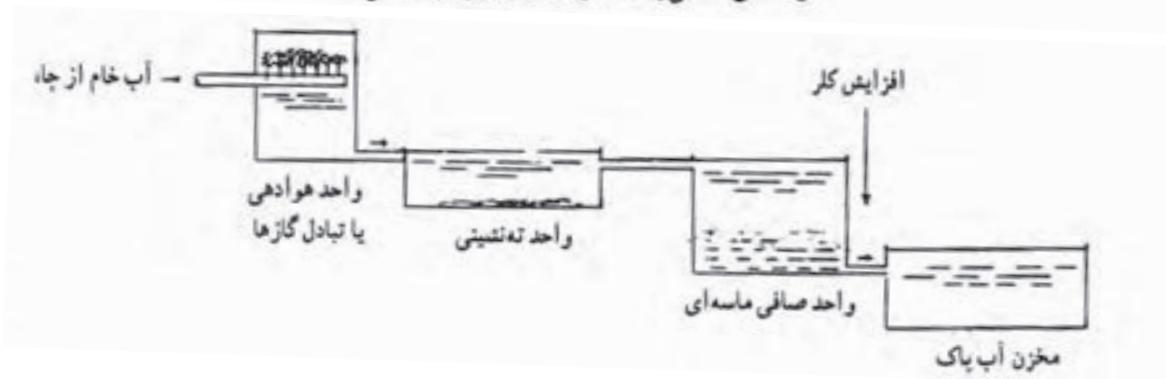 آب خام از چاه →
افزایش کلر
واحد هوادهی
یا تبادل گازها
واحد ته‌نشینی
واحد صافی ماسه‌ای
مخزن آب پاک